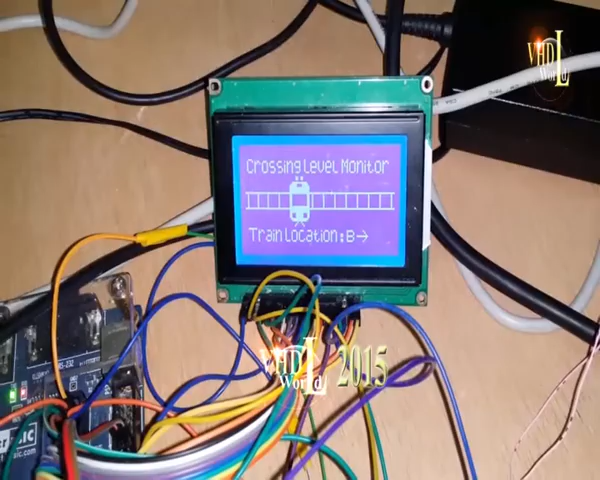 VHDL
World
Crossing Level Monitor
Train Location:B→
RS-232
VHDL 2015
World